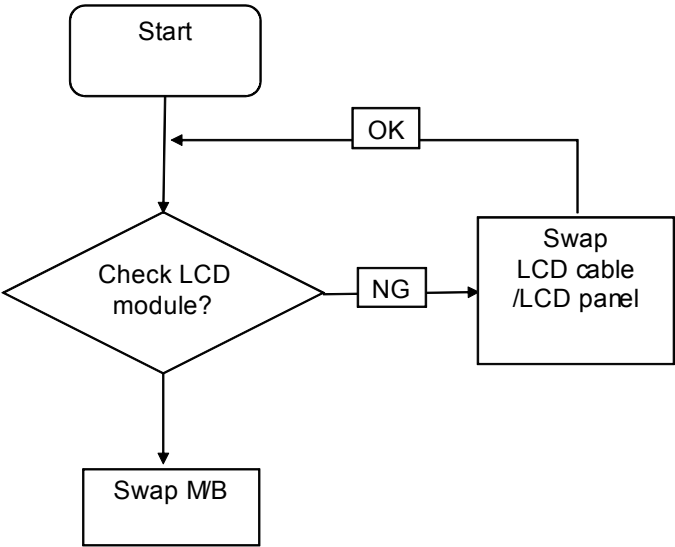 Start
OK
Check LCD
module?
NG
Swap
LCD cable
/LCD panel
Swap M/B